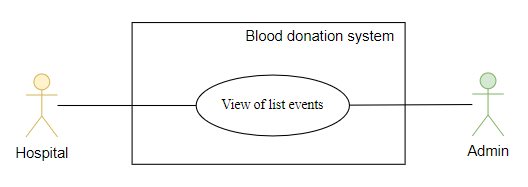 Blood donation system
View of list events
Hospital
Admin